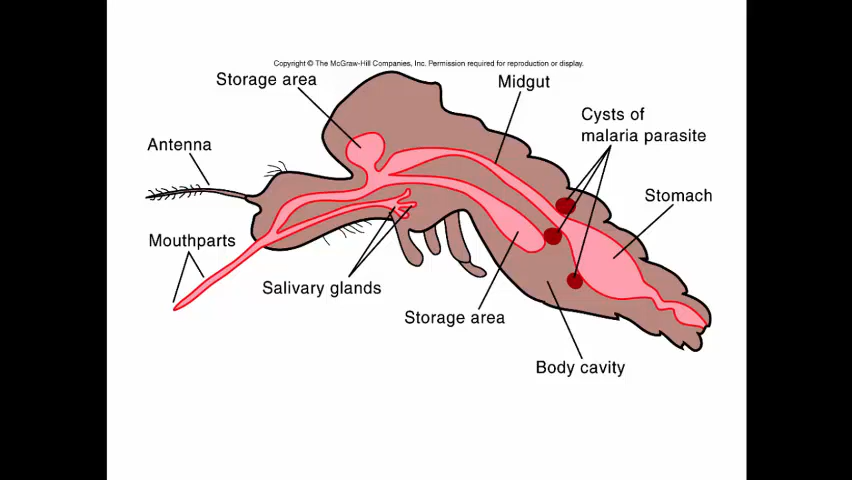 Copyright © The McGraw-Hill Companies, Inc. Permission required for reproduction or display.
Storage area
Midgut
Cysts of
malaria parasite
Antenna
Stomach
Mouthparts
Salivary glands
Storage area
Body cavity